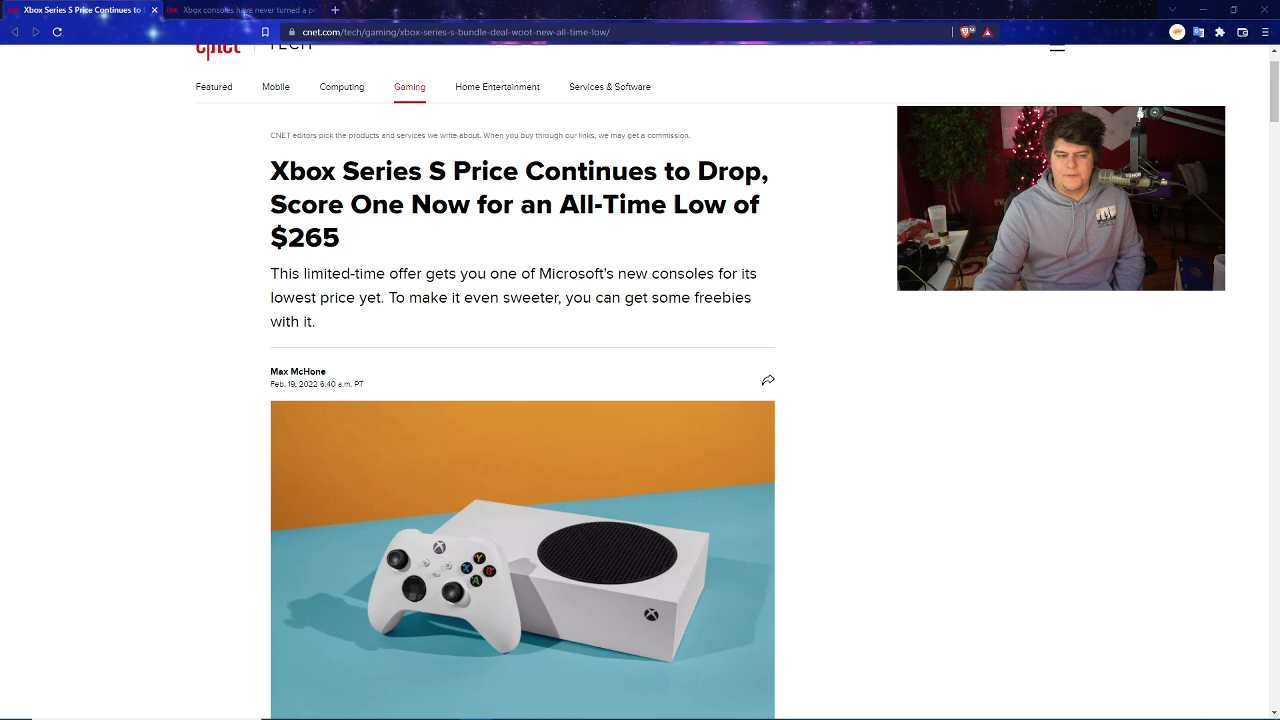 Xbox Series S Price Continues to
Xbox consoles have never turned a pr
cnet.com/tech/gaming/xbox-series-s-bundle-deal-woot-new-all-time-low/
cnet
TECH
Featured
Mobile
Computing
Gaming
Home Entertainment
Services & Software
CNET editors pick the products and services we write about. When you buy through our links, we may get a commission.
Xbox Series S Price Continues to Drop,
Score One Now for an All-Time Low of
$265
This limited-time offer gets you one of Microsoft's new consoles for its
lowest price yet. To make it even sweeter, you can get some freebies
with it.
Max McHone
Feb. 19, 2022 6:40 a.m. PT
Y
X
B
A